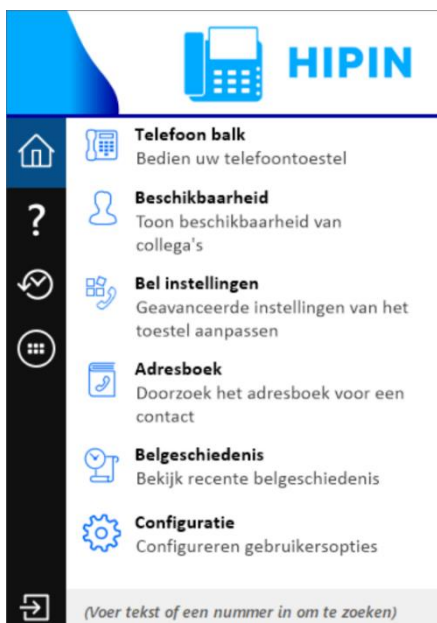 HIPIN
Telefoon balk
Bedien uw telefoontoestel
Beschikbaarheid
Toon beschikbaarheid van
collega's
Bel instellingen
Geavanceerde instellingen van het
toestel aanpassen
Adresboek
Doorzoek het adresboek voor een
contact
Belgeschiedenis
Bekijk recente belgeschiedenis
Configuratie
Configureren gebruikersopties
(Voer tekst of een nummer in om te zoeken)